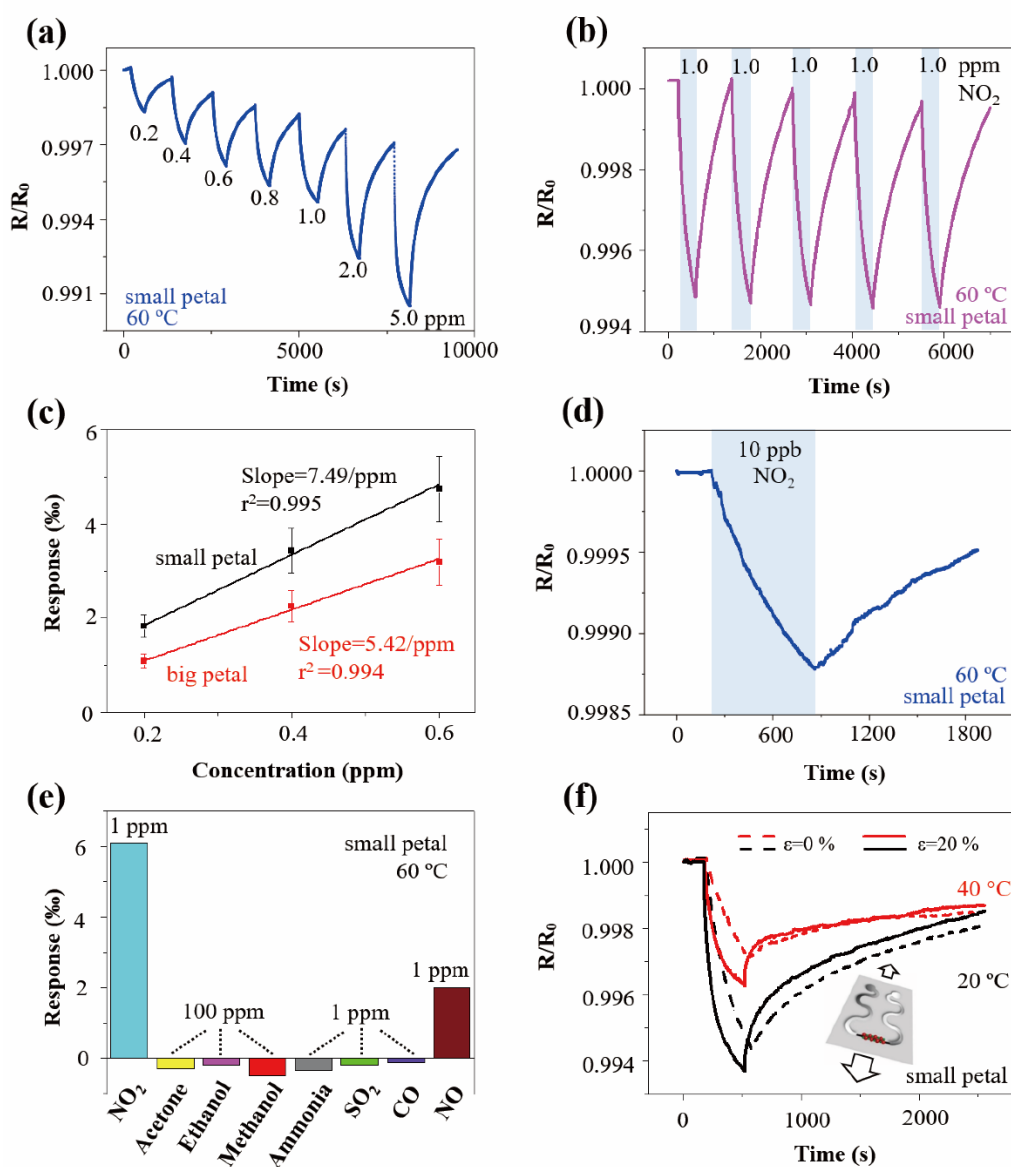 (a)
1.000
0.997
0.994
0.991
R/R0
0.2
0.4
0.6
0.8
1.0
2.0
5.0 ppm
small petal
60 ºC
0
5000
10000
Time (s)
(b)
1.0 1.0 1.0 1.0 1.0 ppm
NO2
1.000
0.998
0.996
0.994
R/R0
60 ºC
small petal
0
2000
4000
6000
Time (s)
(c)
6
4
2
0
Response (‰)
Slope=7.49/ppm
r²=0.995
small petal
Slope=5.42/ppm
r²=0.994
big petal
0.2
0.4
0.6
Concentration (ppm)
(d)
10 ppb
NO2
1.0000
0.9995
0.9990
0.9985
R/R0
60 ºC
small petal
0
600
1200
1800
Time (s)
(e)
6
4
2
0
Response (‰)
1 ppm
small petal
60 ºC
1 ppm
100 ppm
1 ppm
NO2
Acetone
Ethanol
Methanol
Ammonia
SO2
CO
NO
(f)
ε=0 %
ε=20 %
1.000
0.998
0.996
0.994
R/R0
40 °C
20 ºC
small petal
0
1000
2000
Time (s)